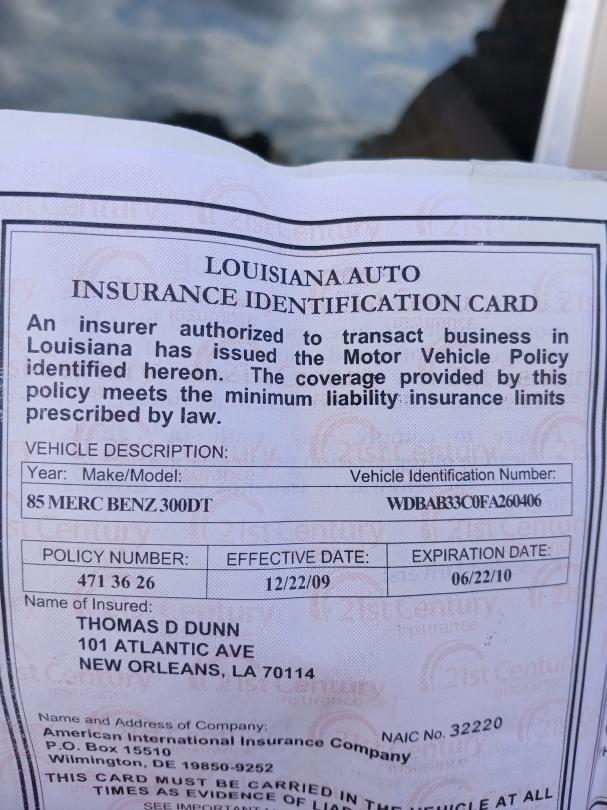 LOUISIANA AUTO
INSURANCE IDENTIFICATION CARD
An insurer authorized to transact business in
Louisiana has issued the Motor Vehicle Policy
identified hereon. The coverage provided by this
policy meets the minimum liability insurance limits
prescribed by law.
VEHICLE DESCRIPTION:
Year: Make/Model: Vehicle Identification Number:
85 MERC BENZ 300DT WDBAB33C0FA260406
POLICY NUMBER: EFFECTIVE DATE: EXPIRATION DATE:
471 36 26 12/22/09 06/22/10
Name of Insured:
THOMAS D DUNN
101 ATLANTIC AVE
NEW ORLEANS, LA 70114
Name and Address of Company: NAIC No. 32220
American International Insurance Company
P.O. Box 15510
Wilmington, DE 19850-9252
THIS CARD MUST BE CARRIED IN THE VEHICLE AT ALL
TIMES AS EVIDENCE OF
SEE IMPORTANT
21st Century
insurance